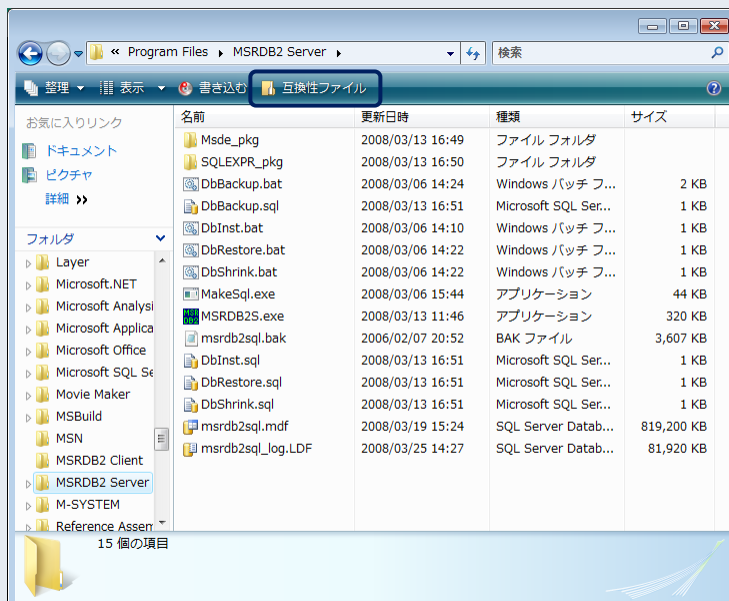 « Program Files ▸ MSRDB2 Server ▸ 検索
整理 表示 書き込む 互換性ファイル
お気に入りリンク
ドキュメント
ピクチャ
詳細 »
フォルダ
Layer
Microsoft.NET
Microsoft Analysi
Microsoft Applica
Microsoft Office
Microsoft SQL Se
Movie Maker
MSBuild
MSN
MSRDB2 Client
MSRDB2 Server
M-SYSTEM
Reference Assem
名前 更新日時 種類 サイズ
Msde_pkg 2008/03/13 16:49 ファイル フォルダ
SQLEXPR_pkg 2008/03/13 16:50 ファイル フォルダ
DbBackup.bat 2008/03/06 14:24 Windows バッチ フ... 2 KB
DbBackup.sql 2008/03/13 16:51 Microsoft SQL Ser... 1 KB
DbInst.bat 2008/03/06 14:10 Windows バッチ フ... 1 KB
DbRestore.bat 2008/03/06 14:22 Windows バッチ フ... 1 KB
DbShrink.bat 2008/03/06 14:22 Windows バッチ フ... 1 KB
MakeSql.exe 2008/03/06 15:44 アプリケーション 44 KB
MSRDB2S.exe 2008/03/13 11:46 アプリケーション 320 KB
msrdb2sql.bak 2006/02/07 20:52 BAK ファイル 3,607 KB
DbInst.sql 2008/03/13 16:51 Microsoft SQL Ser... 1 KB
DbRestore.sql 2008/03/13 16:51 Microsoft SQL Ser... 1 KB
DbShrink.sql 2008/03/13 16:51 Microsoft SQL Ser... 1 KB
msrdb2sql.mdf 2008/03/19 15:24 SQL Server Datab... 819,200 KB
msrdb2sql_log.LDF 2008/03/25 14:27 SQL Server Datab... 81,920 KB
15 個の項目